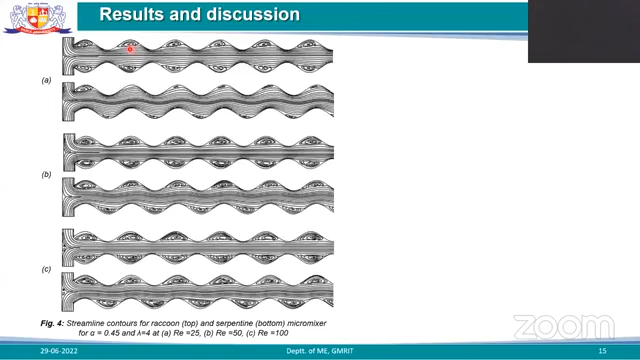 Results and discussion
(a)
(b)
(c)
Fig. 4: Streamline contours for raccoon (top) and serpentine (bottom) micromixer
for α = 0.45 and λ=4 at (a) Re =25, (b) Re =50, (c) Re =100
zoom
29-06-2022
Deptt. of ME, GMRIT
15